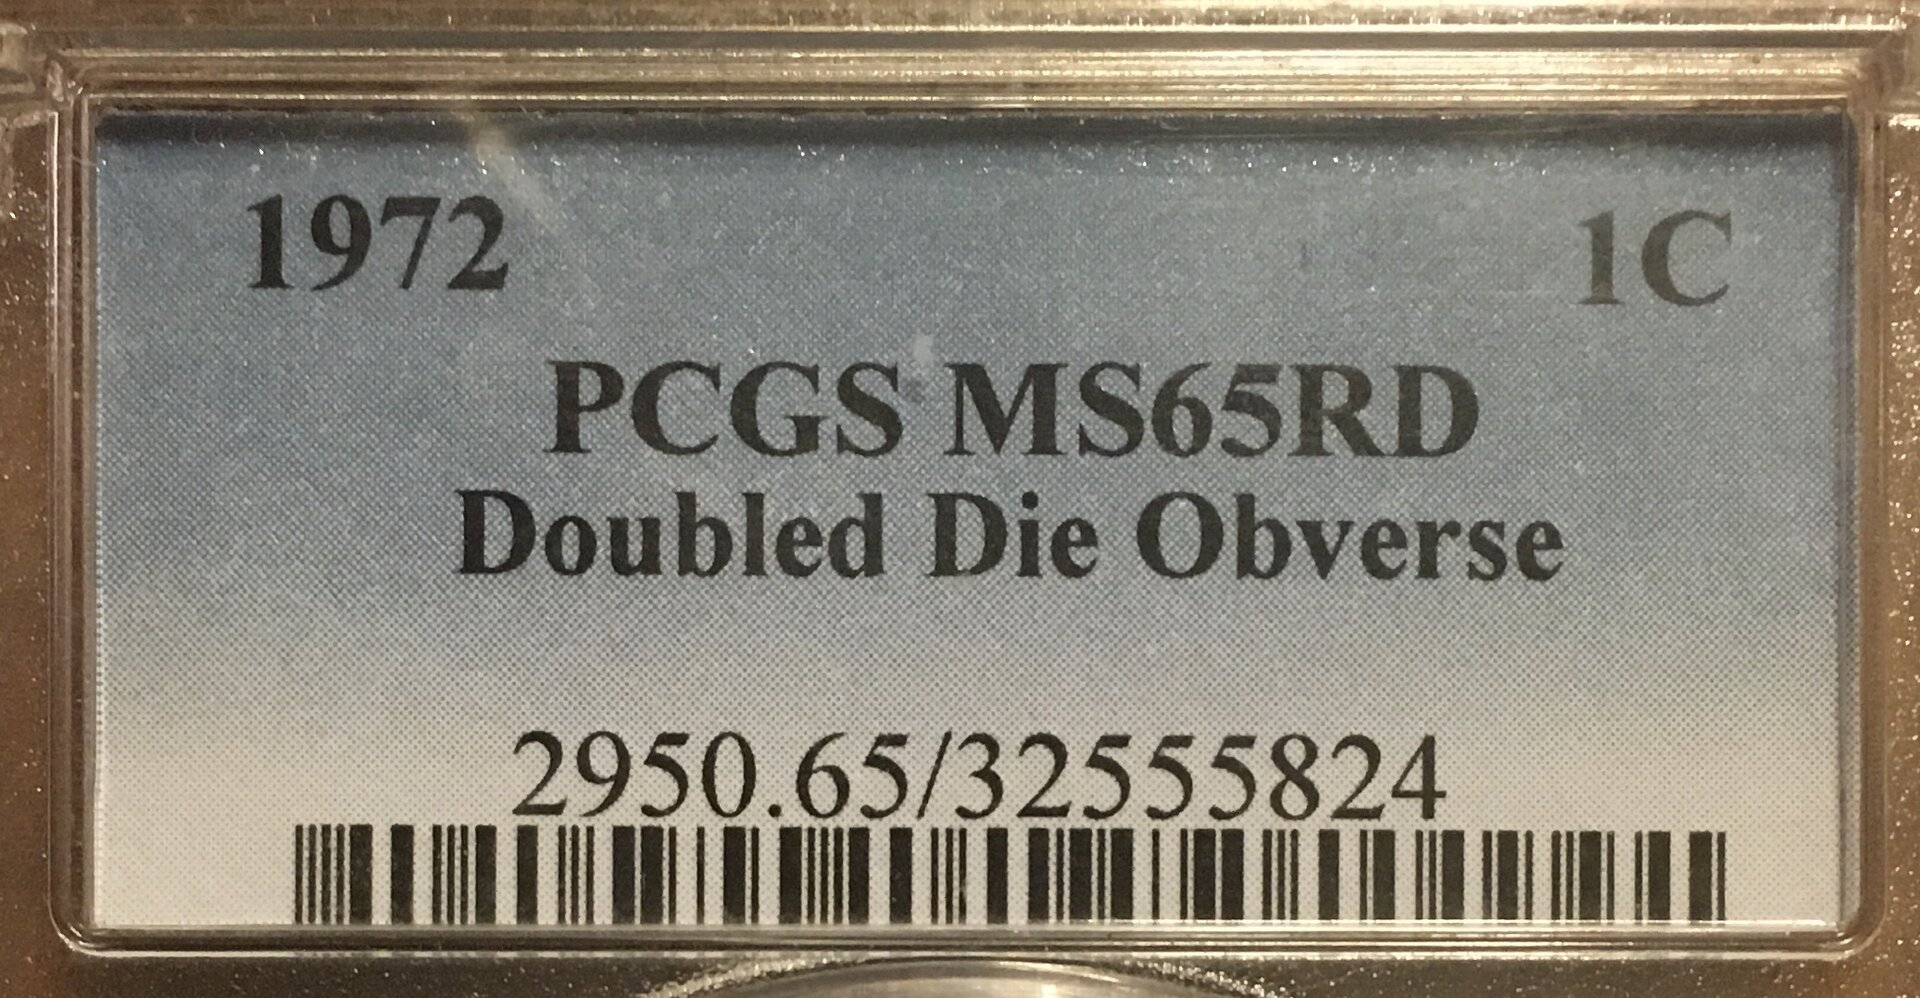 1972 1C
PCGS MS65RD
Doubled Die Obverse
2950.65/32555824